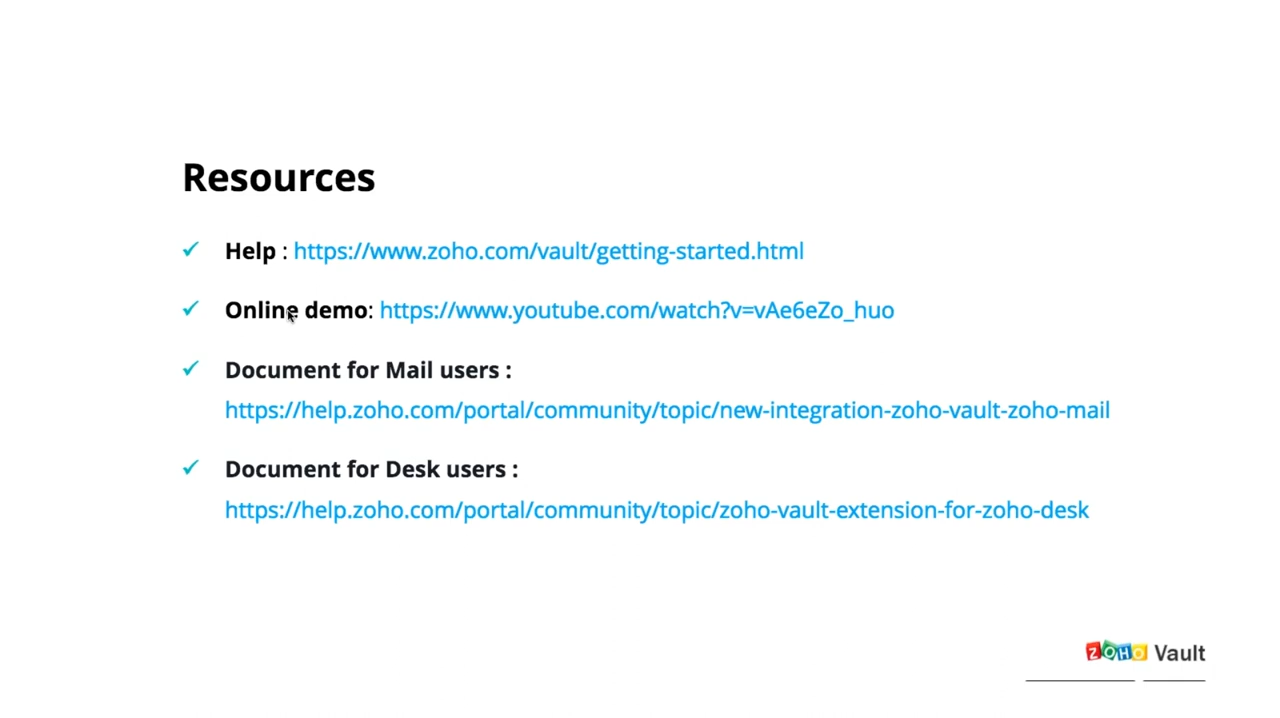 Resources
✓ Help : https://www.zoho.com/vault/getting-started.html
✓ Online demo: https://www.youtube.com/watch?v=vAe6eZo_huo
✓ Document for Mail users :
https://help.zoho.com/portal/community/topic/new-integration-zoho-vault-zoho-mail
✓ Document for Desk users :
https://help.zoho.com/portal/community/topic/zoho-vault-extension-for-zoho-desk
ZOHO Vault